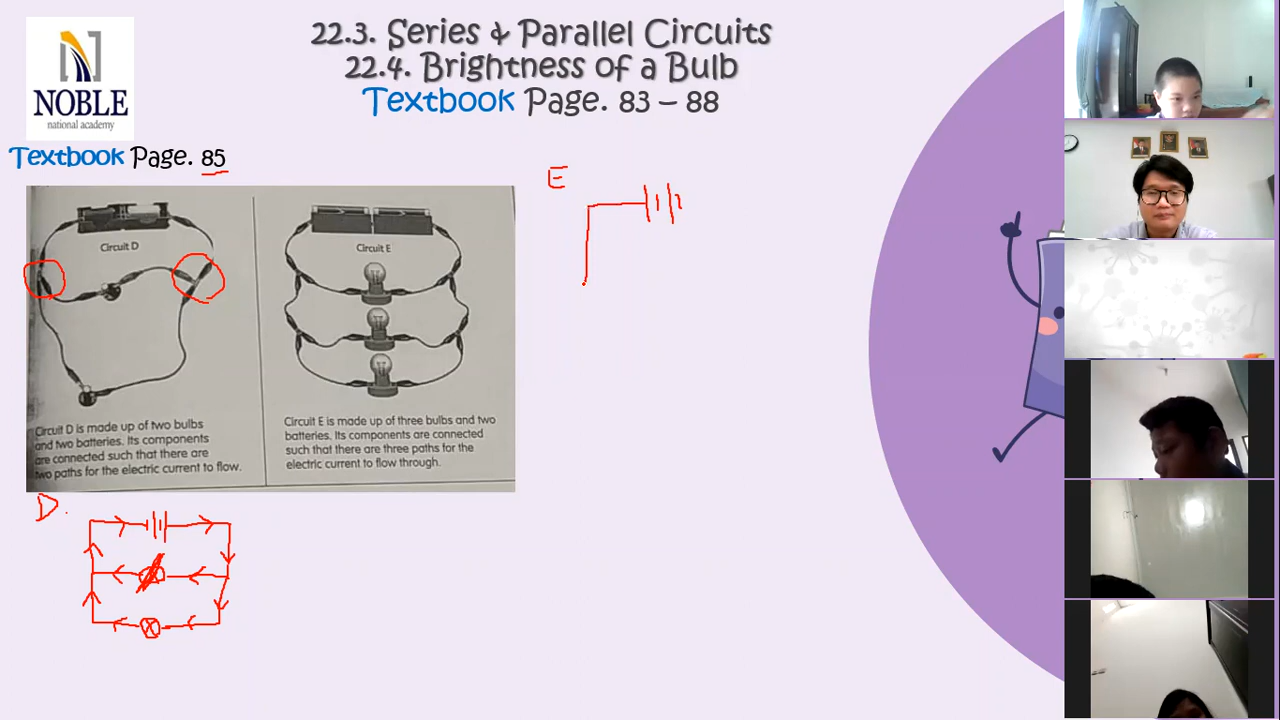 22.3. Series & Parallel Circuits
22.4. Brightness of a Bulb
Textbook Page. 83 – 88
NOBLE
national academy
Textbook Page. 85
Circuit D
Circuit E
Circuit D is made up of two bulbs
and two batteries. Its components
are connected such that there are
two paths for the electric current to flow.
Circuit E is made up of three bulbs and two
batteries. Its components are connected
such that there are three paths for the
electric current to flow through.
E
D.